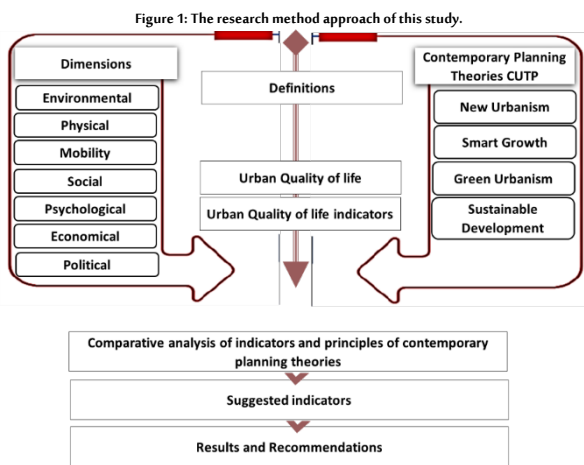 Figure 1: The research method approach of this study.
Dimensions
Environmental
Physical
Mobility
Social
Psychological
Economical
Political
Definitions
Urban Quality of life
Urban Quality of life indicators
Contemporary Planning
Theories CUTP
New Urbanism
Smart Growth
Green Urbanism
Sustainable
Development
Comparative analysis of indicators and principles of contemporary
planning theories
Suggested indicators
Results and Recommendations